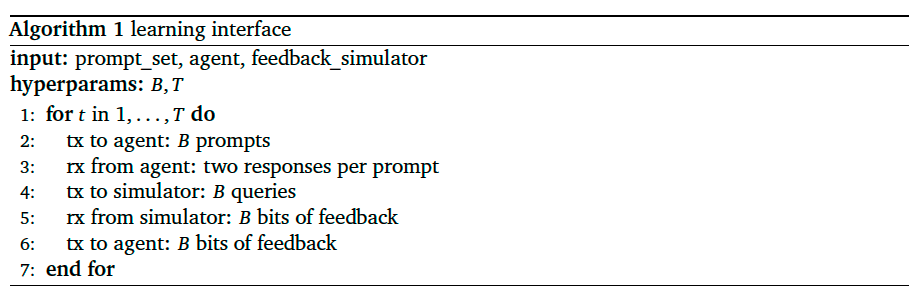 Algorithm 1 learning interface
input: prompt_set, agent, feedback_simulator
hyperparams: B, T
1: for t in 1, . . . , T do
2: tx to agent: B prompts
3: rx from agent: two responses per prompt
4: tx to simulator: B queries
5: rx from simulator: B bits of feedback
6: tx to agent: B bits of feedback
7: end for